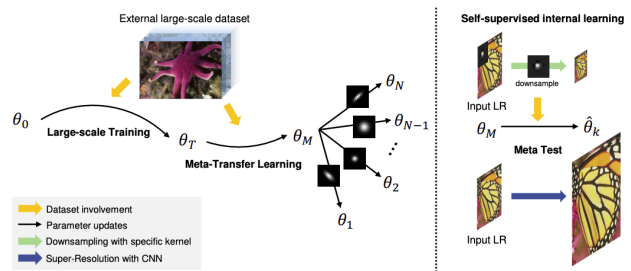 External large-scale dataset
θ0
Large-scale Training
θT
Meta-Transfer Learning
θM
θN
θN−1
⋮
θ2
θ1
Dataset involvement
Parameter updates
Downsampling with specific kernel
Super-Resolution with CNN
Self-supervised internal learning
downsample
Input LR
θM
θ̂k
Meta Test
Input LR